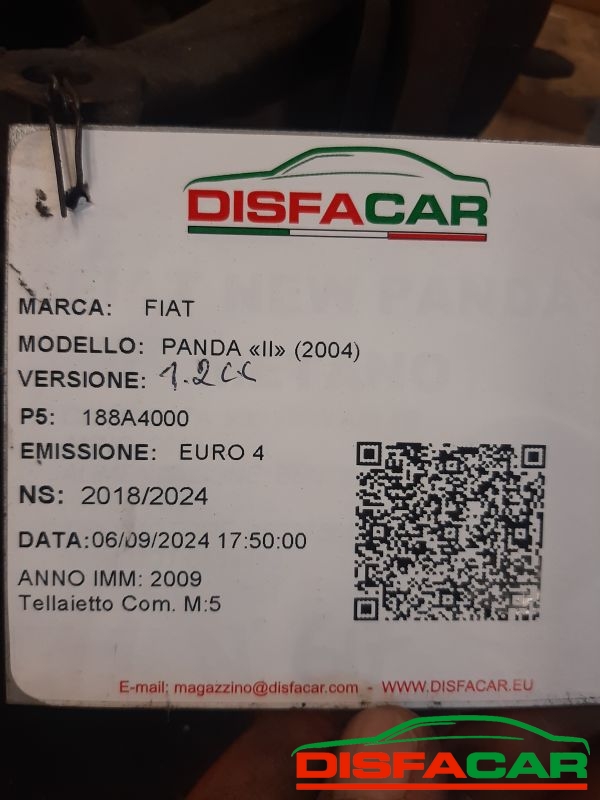 DISFACAR
MARCA: FIAT
MODELLO: PANDA «II» (2004)
VERSIONE: 1.2cc
P5: 188A4000
EMISSIONE: EURO 4
NS: 2018/2024
DATA:06/09/2024 17:50:00
ANNO IMM: 2009
Tellaietto Com. M:5
E-mail: magazzino@disfacar.com - WWW.DISFACAR.EU
DISFACAR